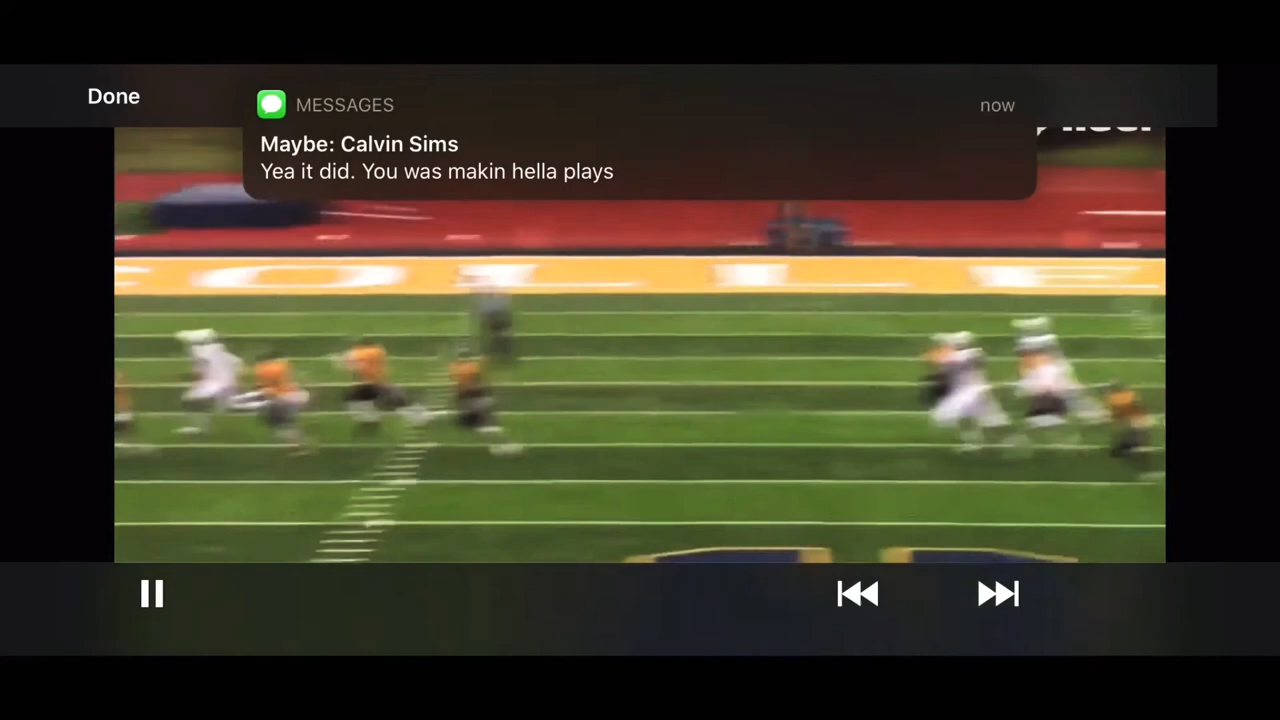 Done
MESSAGES
now
Maybe: Calvin Sims
Yea it did. You was makin hella plays
O L L E